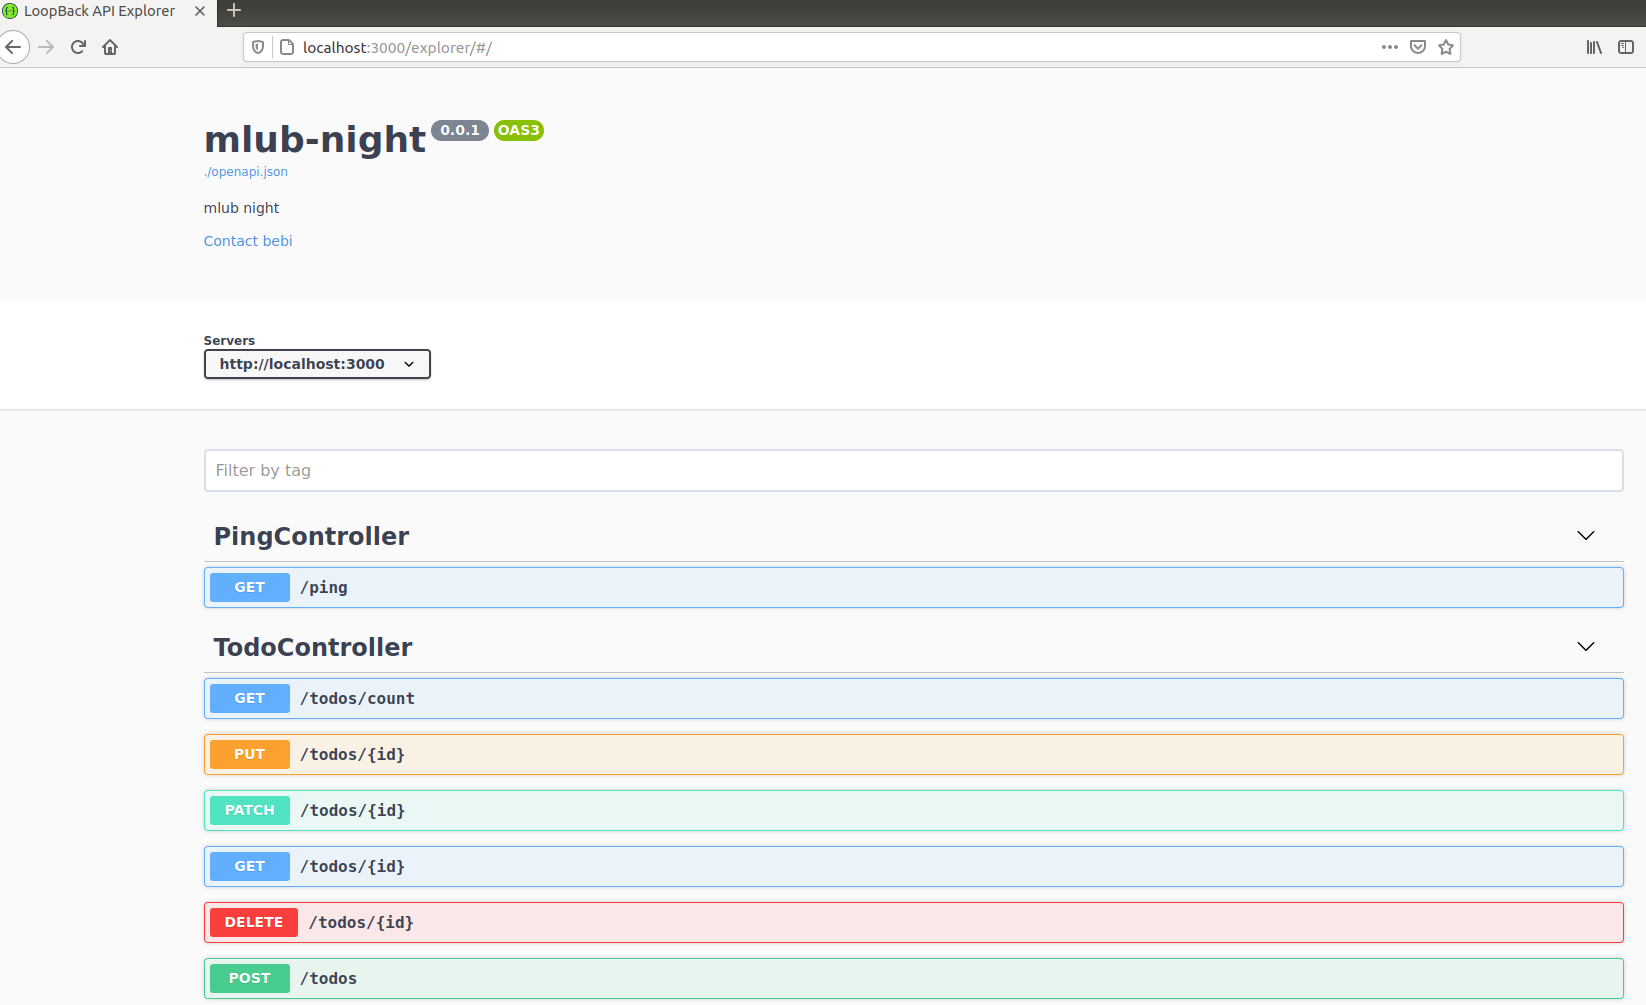 LoopBack API Explorer
localhost:3000/explorer/#/
mlub-night 0.0.1 OAS3
./openapi.json
mlub night
Contact bebi
Servers
http://localhost:3000
Filter by tag
PingController
GET /ping
TodoController
GET /todos/count
PUT /todos/{id}
PATCH /todos/{id}
GET /todos/{id}
DELETE /todos/{id}
POST /todos